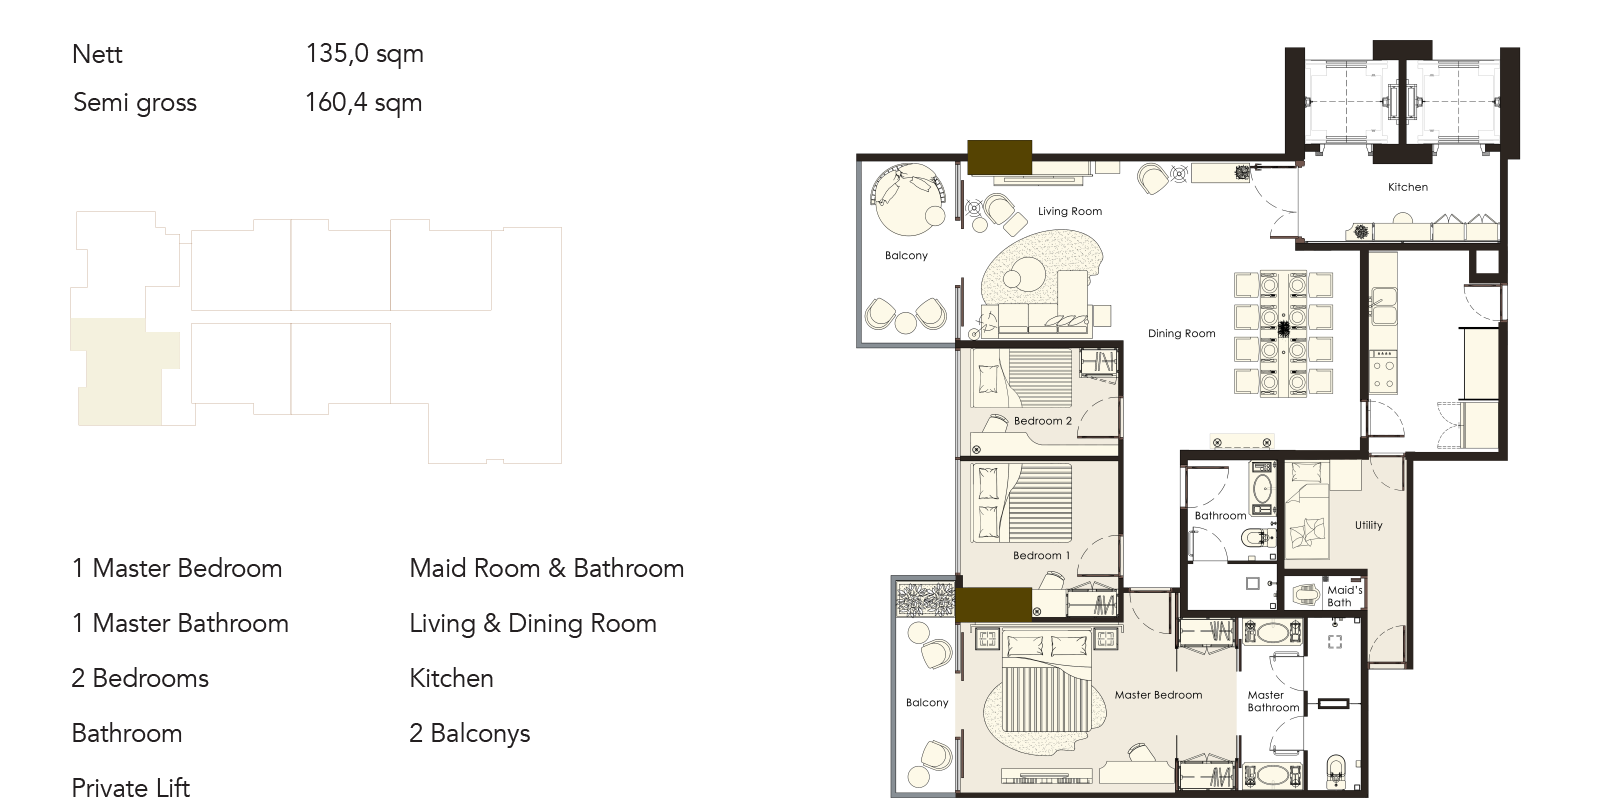 Nett 135,0 sqm
Semi gross 160,4 sqm
1 Master Bedroom
1 Master Bathroom
2 Bedrooms
Bathroom
Private Lift
Maid Room & Bathroom
Living & Dining Room
Kitchen
2 Balconys
Kitchen
Living Room
Balcony
Dining Room
Bedroom 2
Bathroom
Utility
Bedroom 1
Maid's
Bath
Master Bedroom
Master
Bathroom
Balcony